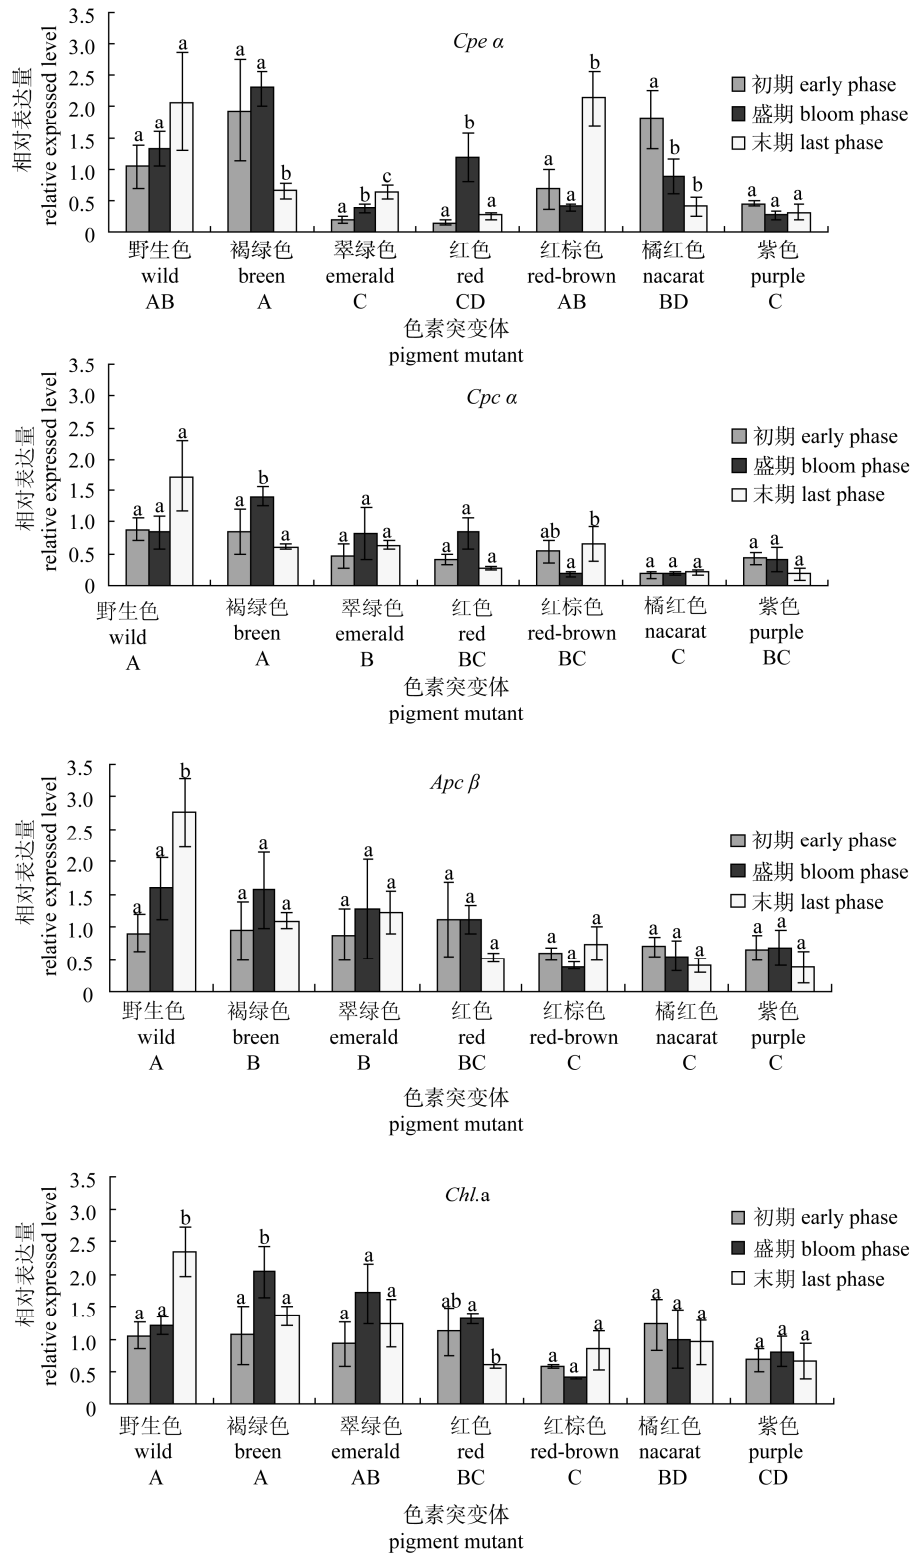 3.5
3.0
2.5
2.0
1.5
1.0
0.5
0
相对表达量
relative expressed level
Cpe α
初期 early phase
盛期 bloom phase
末期 last phase
a a a a a b a b c a b a a a b a b b a a a
野生色 褐绿色 翠绿色 红色 红棕色 橘红色 紫色
wild breen emerald red red-brown nacarat purple
AB A C CD AB BD C
色素突变体
pigment mutant
3.5
3.0
2.5
2.0
1.5
1.0
0.5
0
相对表达量
relative expressed level
Cpc α
初期 early phase
盛期 bloom phase
末期 last phase
a a a a b a a a a a a a ab a b a a a a a a
野生色 褐绿色 翠绿色 红色 红棕色 橘红色 紫色
wild breen emerald red red-brown nacarat purple
A A B BC BC C BC
色素突变体
pigment mutant
3.5
3.0
2.5
2.0
1.5
1.0
0.5
0
相对表达量
relative expressed level
Apc β
初期 early phase
盛期 bloom phase
末期 last phase
a a b a a a a a a a a a a a a a a a a a a
野生色 褐绿色 翠绿色 红色 红棕色 橘红色 紫色
wild breen emerald red red-brown nacarat purple
A B B BC C C C
色素突变体
pigment mutant
3.5
3.0
2.5
2.0
1.5
1.0
0.5
0
相对表达量
relative expressed level
Chl.a
初期 early phase
盛期 bloom phase
末期 last phase
a a b a b a a a a ab a b a a a a a a a a a
野生色 褐绿色 翠绿色 红色 红棕色 橘红色 紫色
wild breen emerald red red-brown nacarat purple
A A AB BC C BD CD
色素突变体
pigment mutant